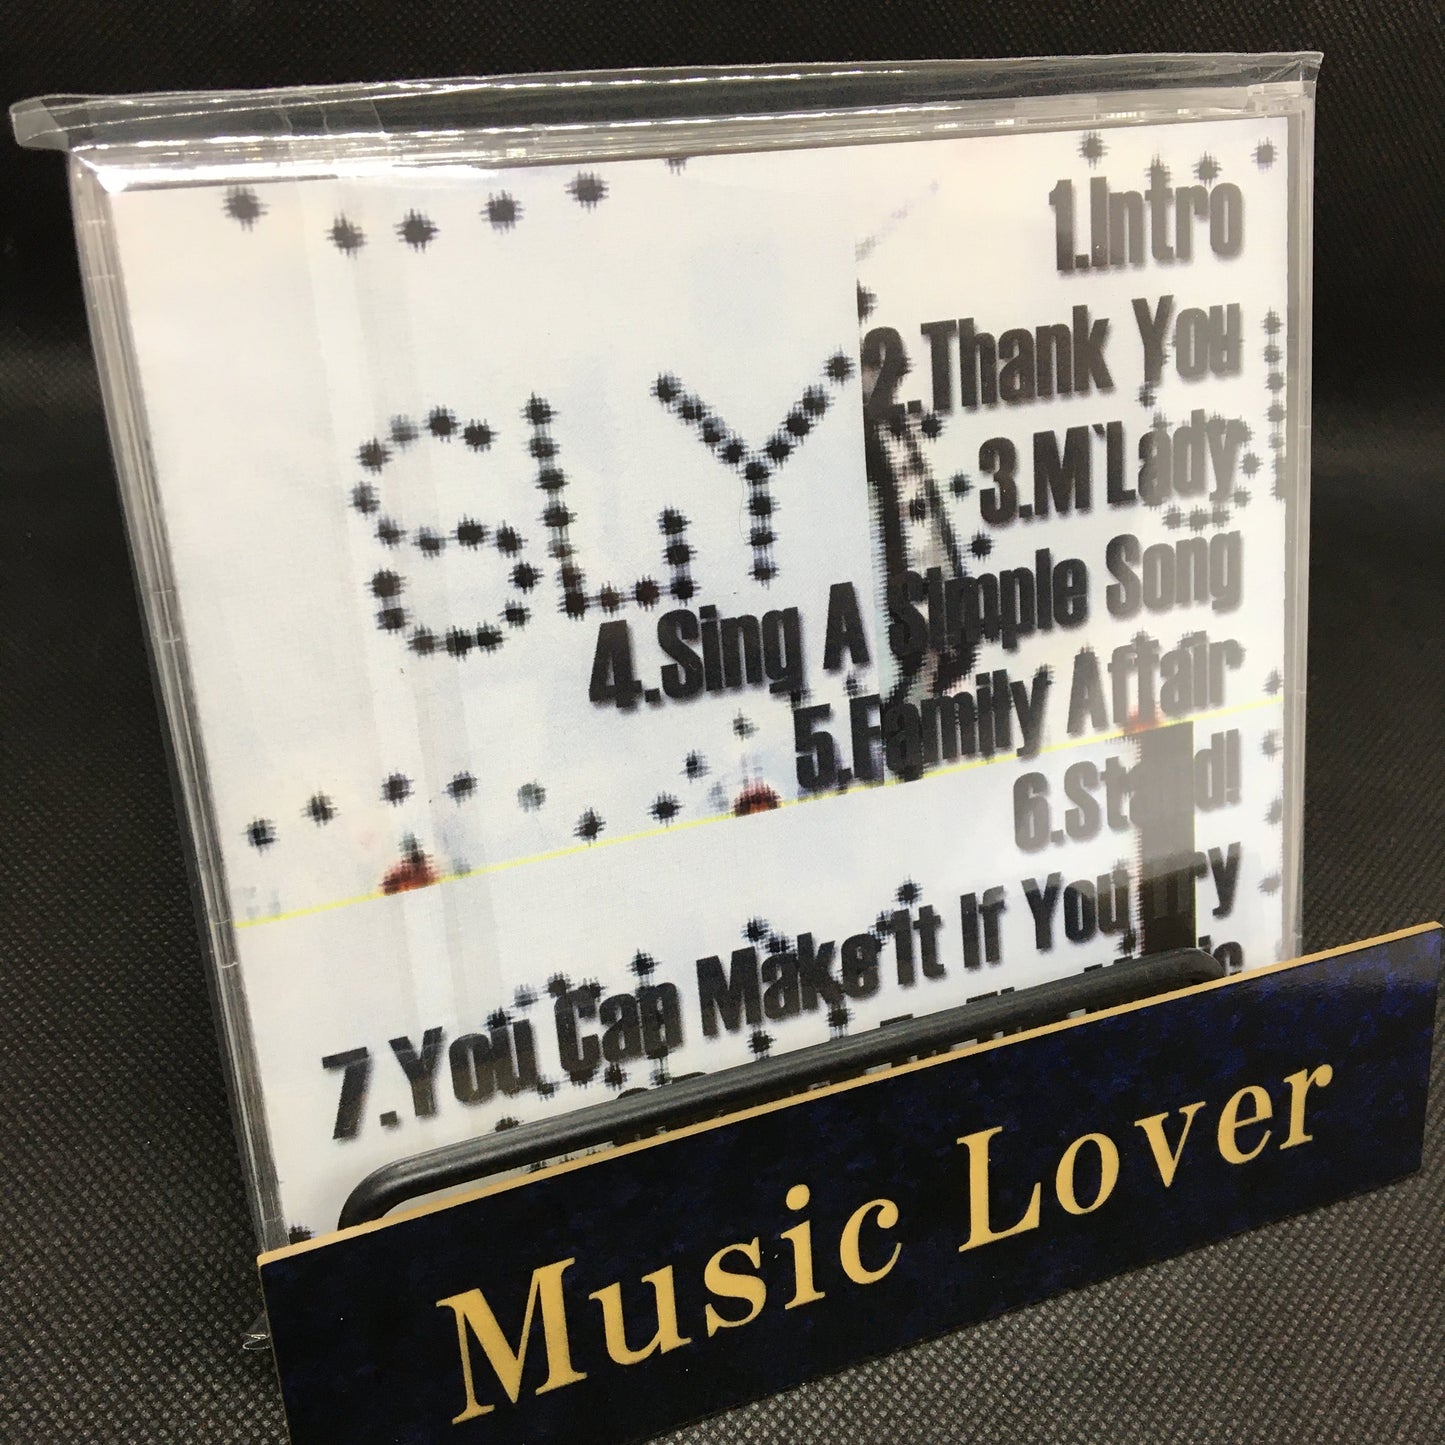 SLY
1.Intro
2.Thank You
3.M`Lady
4.Sing A Simple Song
5.Family Affair
6.Stand!
7.You Can Make It If You Try
Music Lover